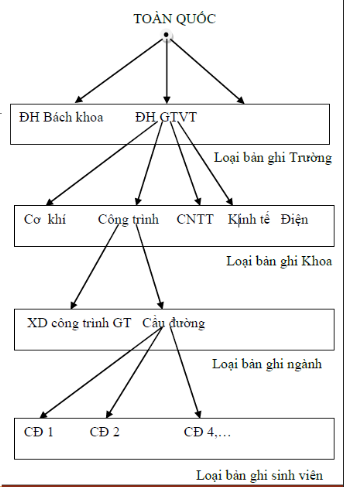 TOÀN QUỐC
ĐH Bách khoa ĐH GTVT
Loại bản ghi Trường
Cơ khí Công trình CNTT Kinh tế Điện
Loại bản ghi Khoa
XD công trình GT Cầu đường
Loại bản ghi ngành
CĐ 1 CĐ 2 CĐ 4,…
Loại bản ghi sinh viên